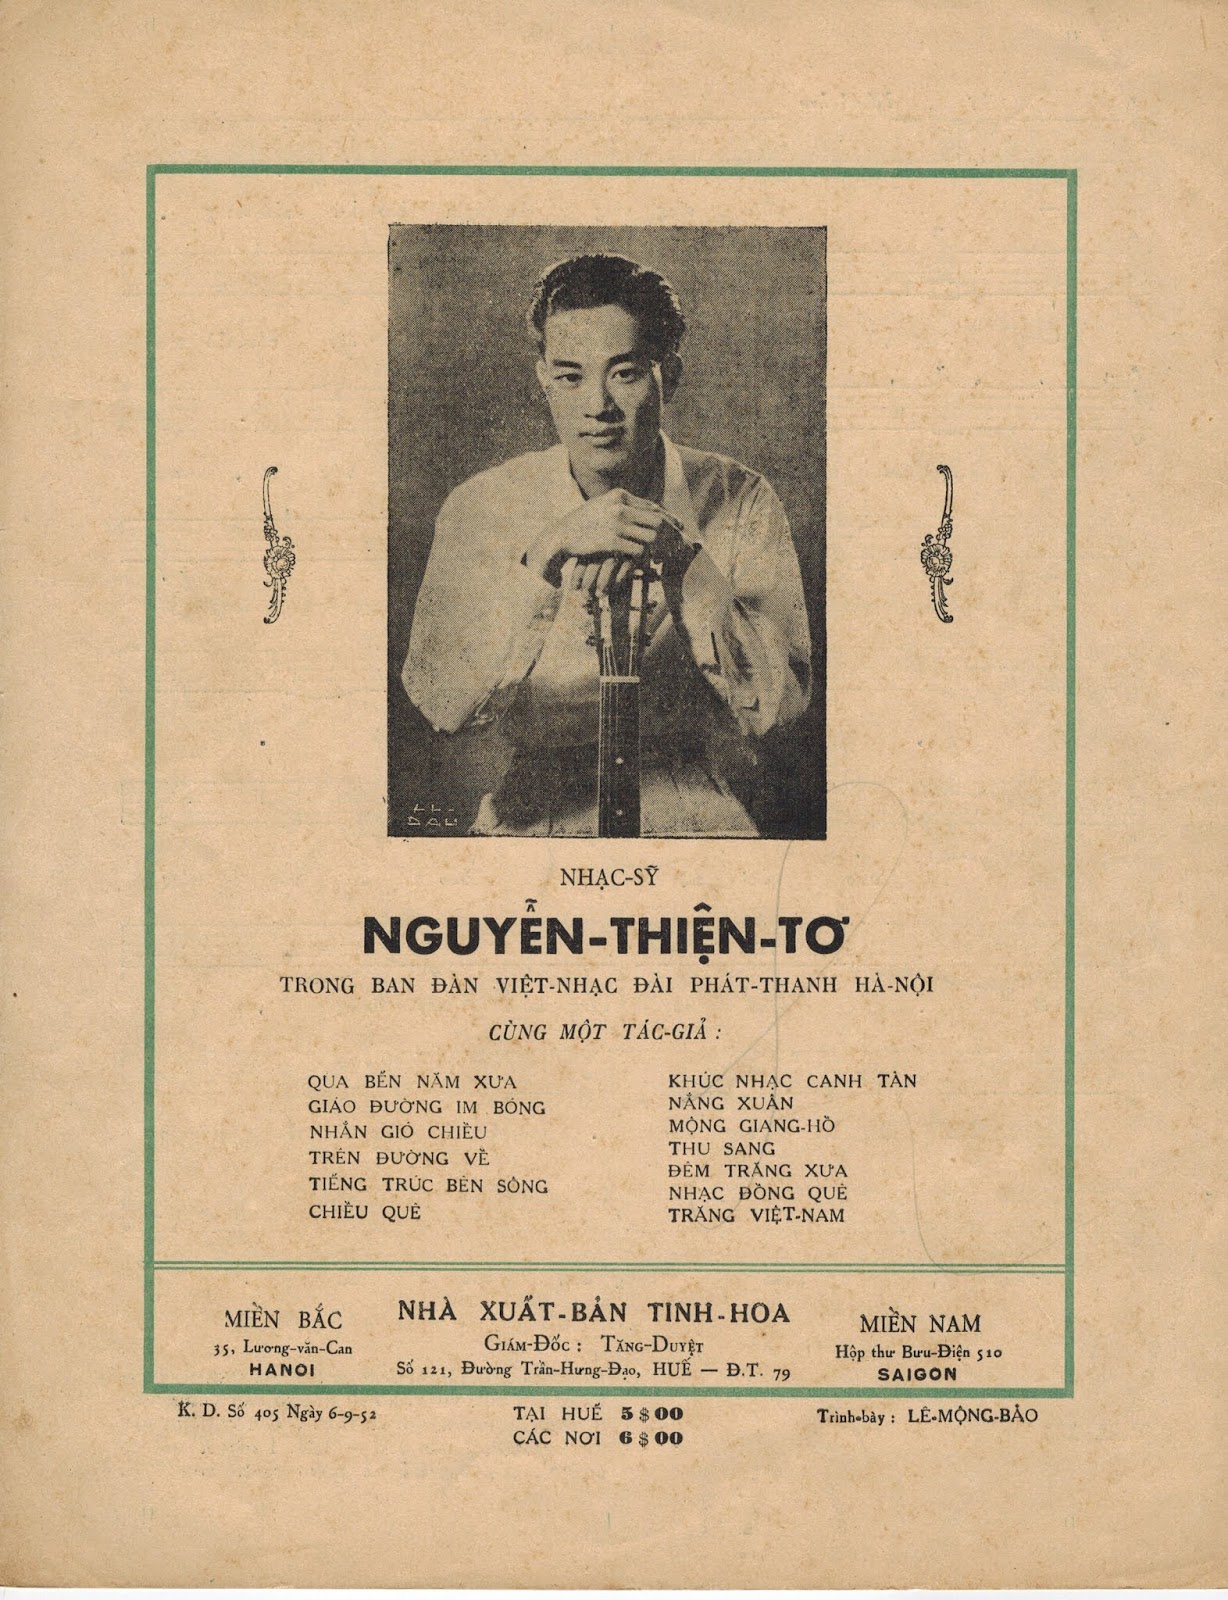 NHẠC-SỸ
NGUYỄN-THIỆN-TƠ
TRONG BAN ĐÀN VIỆT-NHẠC ĐÀI PHÁT-THANH HÀ-NỘI
CÙNG MỘT TÁC-GIẢ :
QUA BẾN NĂM XƯA
GIÁO ĐƯỜNG IM BÓNG
NHẮN GIÓ CHIỀU
TRÊN ĐƯỜNG VỀ
TIẾNG TRÚC BÊN SÔNG
CHIỀU QUÊ
KHÚC NHẠC CANH TÀN
NẮNG XUÂN
MỘNG GIANG-HỒ
THU SANG
ĐÊM TRĂNG XƯA
NHẠC ĐỒNG QUÊ
TRĂNG VIỆT-NAM
MIỀN BẮC
35, Lương-văn-Can
HANOI
NHÀ XUẤT-BẢN TINH-HOA
GIÁM-ĐỐC : TĂNG-DUYỆT
Số 121, Đường Trần-Hưng-Đạo, HUẾ — Đ.T. 79
MIỀN NAM
Hộp thư Bưu-Điện 510
SAIGON
K. D. Số 405 Ngày 6-9-52
TẠI HUẾ 5$00
CÁC NƠI 6$00
Trình-bày : LÊ-MỘNG-BẢO